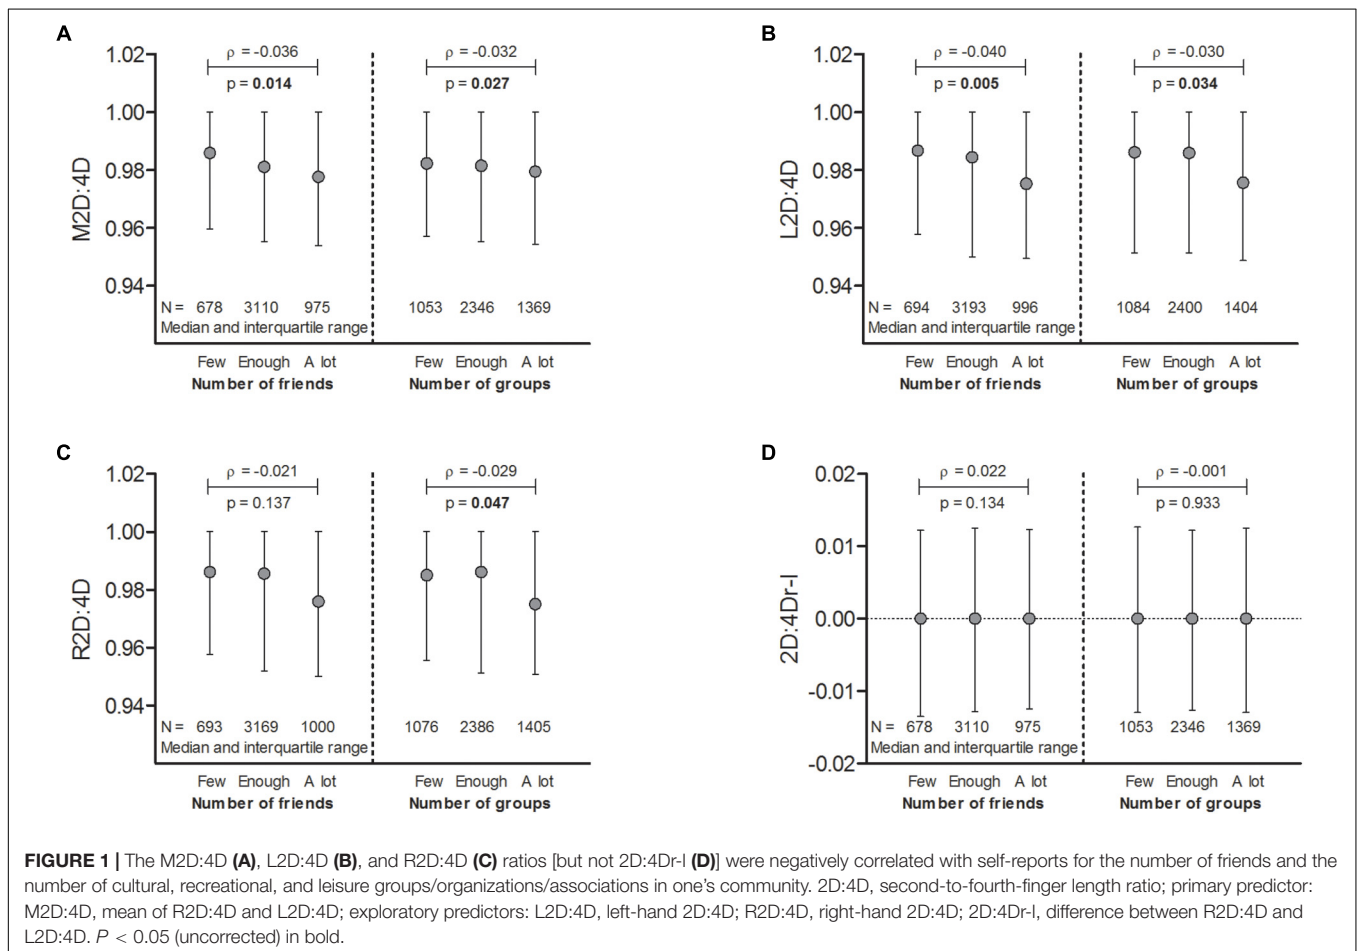 A
ρ = -0.036
ρ = -0.032
p = 0.014
p = 0.027
1.02
1.00
0.98
0.96
0.94
M2D:4D
N = 678 3110 975
1053 2346 1369
Median and interquartile range
Few Enough A lot
Few Enough A lot
Number of friends
Number of groups
B
ρ = -0.040
ρ = -0.030
p = 0.005
p = 0.034
1.02
1.00
0.98
0.96
0.94
L2D:4D
N = 694 3193 996
1084 2400 1404
Median and interquartile range
Few Enough A lot
Few Enough A lot
Number of friends
Number of groups
C
ρ = -0.021
ρ = -0.029
p = 0.137
p = 0.047
1.02
1.00
0.98
0.96
0.94
R2D:4D
N = 693 3169 1000
1076 2386 1405
Median and interquartile range
Few Enough A lot
Few Enough A lot
Number of friends
Number of groups
D
ρ = 0.022
ρ = -0.001
p = 0.134
p = 0.933
0.02
0.01
0.00
-0.01
-0.02
2D:4Dr-l
N = 678 3110 975
1053 2346 1369
Median and interquartile range
Few Enough A lot
Few Enough A lot
Number of friends
Number of groups
FIGURE 1 | The M2D:4D (A), L2D:4D (B), and R2D:4D (C) ratios [but not 2D:4Dr-l (D)] were negatively correlated with self-reports for the number of friends and the
number of cultural, recreational, and leisure groups/organizations/associations in one's community. 2D:4D, second-to-fourth-finger length ratio; primary predictor:
M2D:4D, mean of R2D:4D and L2D:4D; exploratory predictors: L2D:4D, left-hand 2D:4D; R2D:4D, right-hand 2D:4D; 2D:4Dr-l, difference between R2D:4D and
L2D:4D. P < 0.05 (uncorrected) in bold.